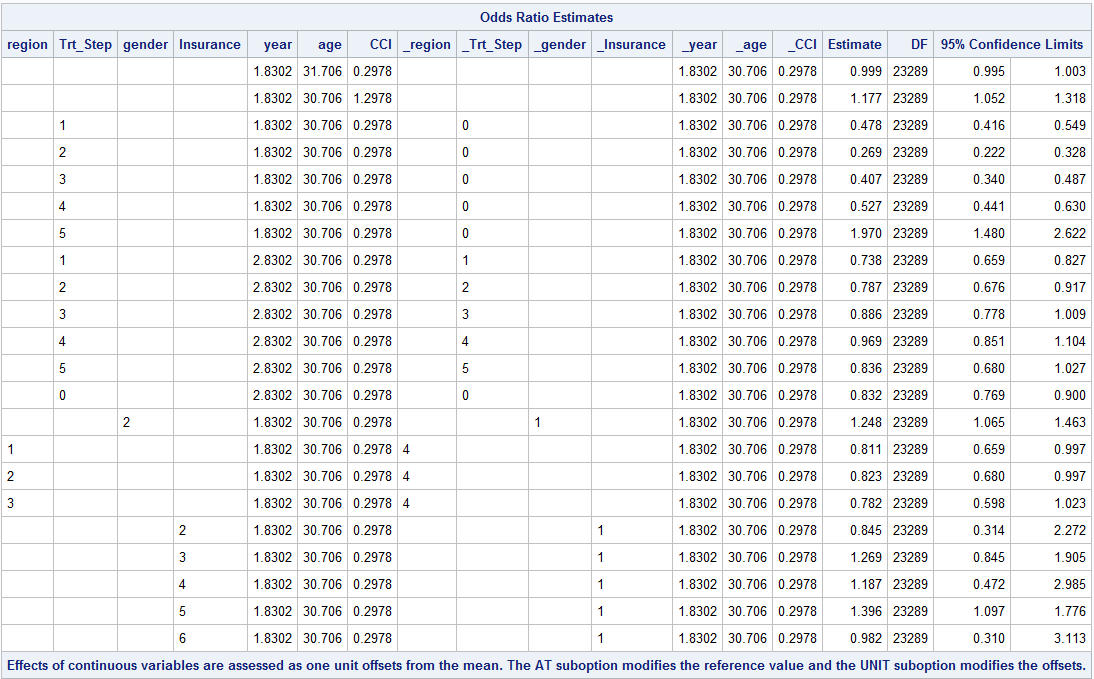 Odds Ratio Estimates
region Trt_Step gender Insurance year age CCI _region _Trt_Step _gender _Insurance _year _age _CCI Estimate DF 95% Confidence Limits
1.8302 31.706 0.2978 1.8302 30.706 0.2978 0.999 23289 0.995 1.003
1.8302 30.706 1.2978 1.8302 30.706 0.2978 1.177 23289 1.052 1.318
1 1.8302 30.706 0.2978 0 1.8302 30.706 0.2978 0.478 23289 0.416 0.549
2 1.8302 30.706 0.2978 0 1.8302 30.706 0.2978 0.269 23289 0.222 0.328
3 1.8302 30.706 0.2978 0 1.8302 30.706 0.2978 0.407 23289 0.340 0.487
4 1.8302 30.706 0.2978 0 1.8302 30.706 0.2978 0.527 23289 0.441 0.630
5 1.8302 30.706 0.2978 0 1.8302 30.706 0.2978 1.970 23289 1.480 2.622
1 2.8302 30.706 0.2978 1 1.8302 30.706 0.2978 0.738 23289 0.659 0.827
2 2.8302 30.706 0.2978 2 1.8302 30.706 0.2978 0.787 23289 0.676 0.917
3 2.8302 30.706 0.2978 3 1.8302 30.706 0.2978 0.886 23289 0.778 1.009
4 2.8302 30.706 0.2978 4 1.8302 30.706 0.2978 0.969 23289 0.851 1.104
5 2.8302 30.706 0.2978 5 1.8302 30.706 0.2978 0.836 23289 0.680 1.027
0 2.8302 30.706 0.2978 0 1.8302 30.706 0.2978 0.832 23289 0.769 0.900
2 1.8302 30.706 0.2978 1 1.8302 30.706 0.2978 1.248 23289 1.065 1.463
1 1.8302 30.706 0.2978 4 1.8302 30.706 0.2978 0.811 23289 0.659 0.997
2 1.8302 30.706 0.2978 4 1.8302 30.706 0.2978 0.823 23289 0.680 0.997
3 1.8302 30.706 0.2978 4 1.8302 30.706 0.2978 0.782 23289 0.598 1.023
2 1.8302 30.706 0.2978 1 1.8302 30.706 0.2978 0.845 23289 0.314 2.272
3 1.8302 30.706 0.2978 1 1.8302 30.706 0.2978 1.269 23289 0.845 1.905
4 1.8302 30.706 0.2978 1 1.8302 30.706 0.2978 1.187 23289 0.472 2.985
5 1.8302 30.706 0.2978 1 1.8302 30.706 0.2978 1.396 23289 1.097 1.776
6 1.8302 30.706 0.2978 1 1.8302 30.706 0.2978 0.982 23289 0.310 3.113
Effects of continuous variables are assessed as one unit offsets from the mean. The AT suboption modifies the reference value and the UNIT suboption modifies the offsets.